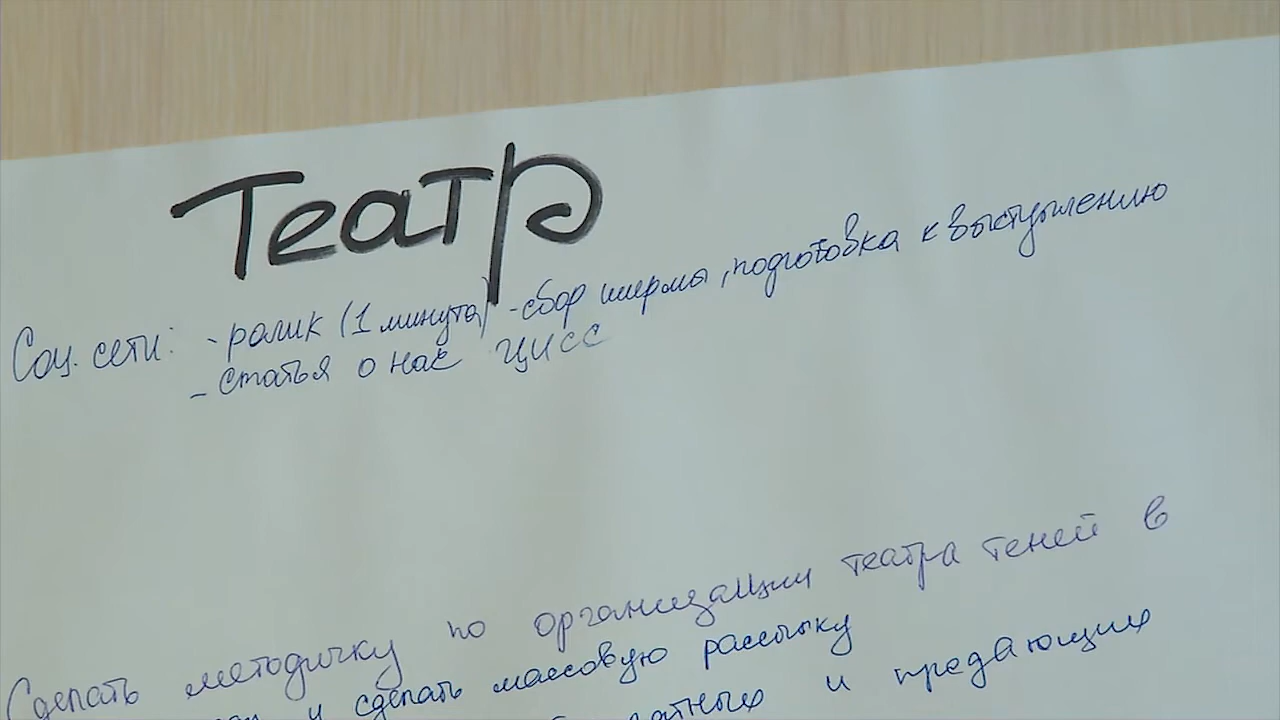 Театр
Соц. сети: - ролик (1 минута) - сбор ширмы, подготовка к выступлению
- статья о нас ЦИСС
Сделать методичку по организации театра теней в
и сделать массовую рассылку
и предающих